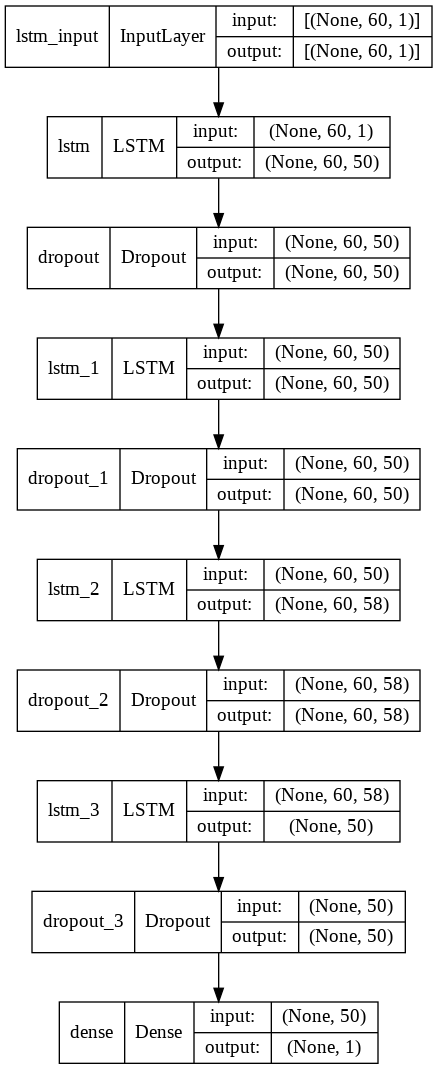 lstm_input InputLayer input: [(None, 60, 1)]
output: [(None, 60, 1)]
lstm LSTM input: (None, 60, 1)
output: (None, 60, 50)
dropout Dropout input: (None, 60, 50)
output: (None, 60, 50)
lstm_1 LSTM input: (None, 60, 50)
output: (None, 60, 50)
dropout_1 Dropout input: (None, 60, 50)
output: (None, 60, 50)
lstm_2 LSTM input: (None, 60, 50)
output: (None, 60, 58)
dropout_2 Dropout input: (None, 60, 58)
output: (None, 60, 58)
lstm_3 LSTM input: (None, 60, 58)
output: (None, 50)
dropout_3 Dropout input: (None, 50)
output: (None, 50)
dense Dense input: (None, 50)
output: (None, 1)